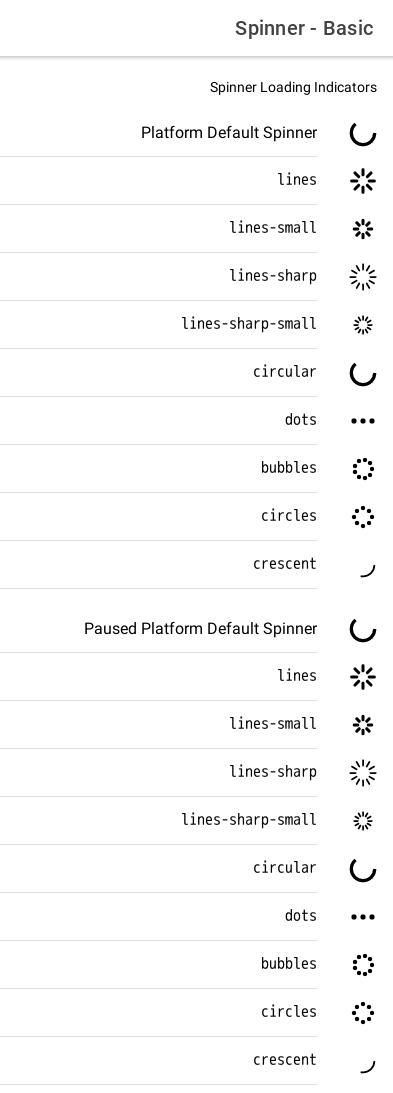 Spinner - Basic
Spinner Loading Indicators
Platform Default Spinner
lines
lines-small
lines-sharp
lines-sharp-small
circular
dots
bubbles
circles
crescent
Paused Platform Default Spinner
lines
lines-small
lines-sharp
lines-sharp-small
circular
dots
bubbles
circles
crescent